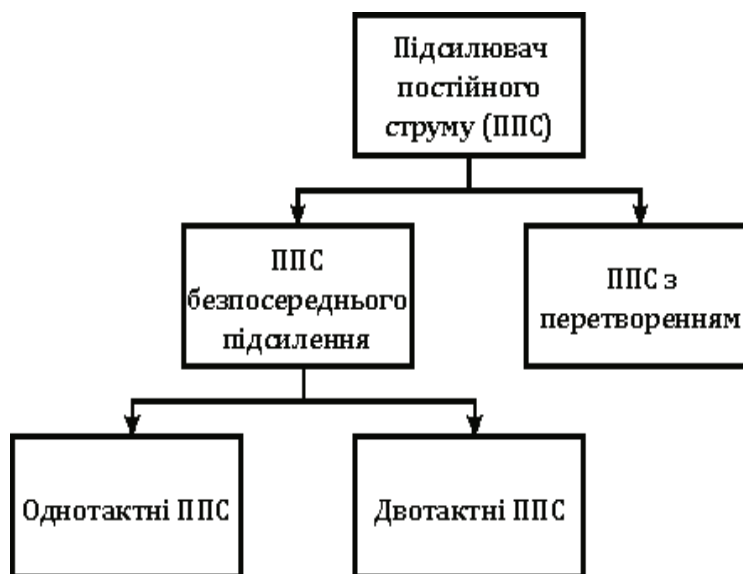 Підсилювач
постійного
струму (ППС)
ППС
безпосереднього
підсилення
ППС з
перетворенням
Однотактні ППС
Двотактні ППС